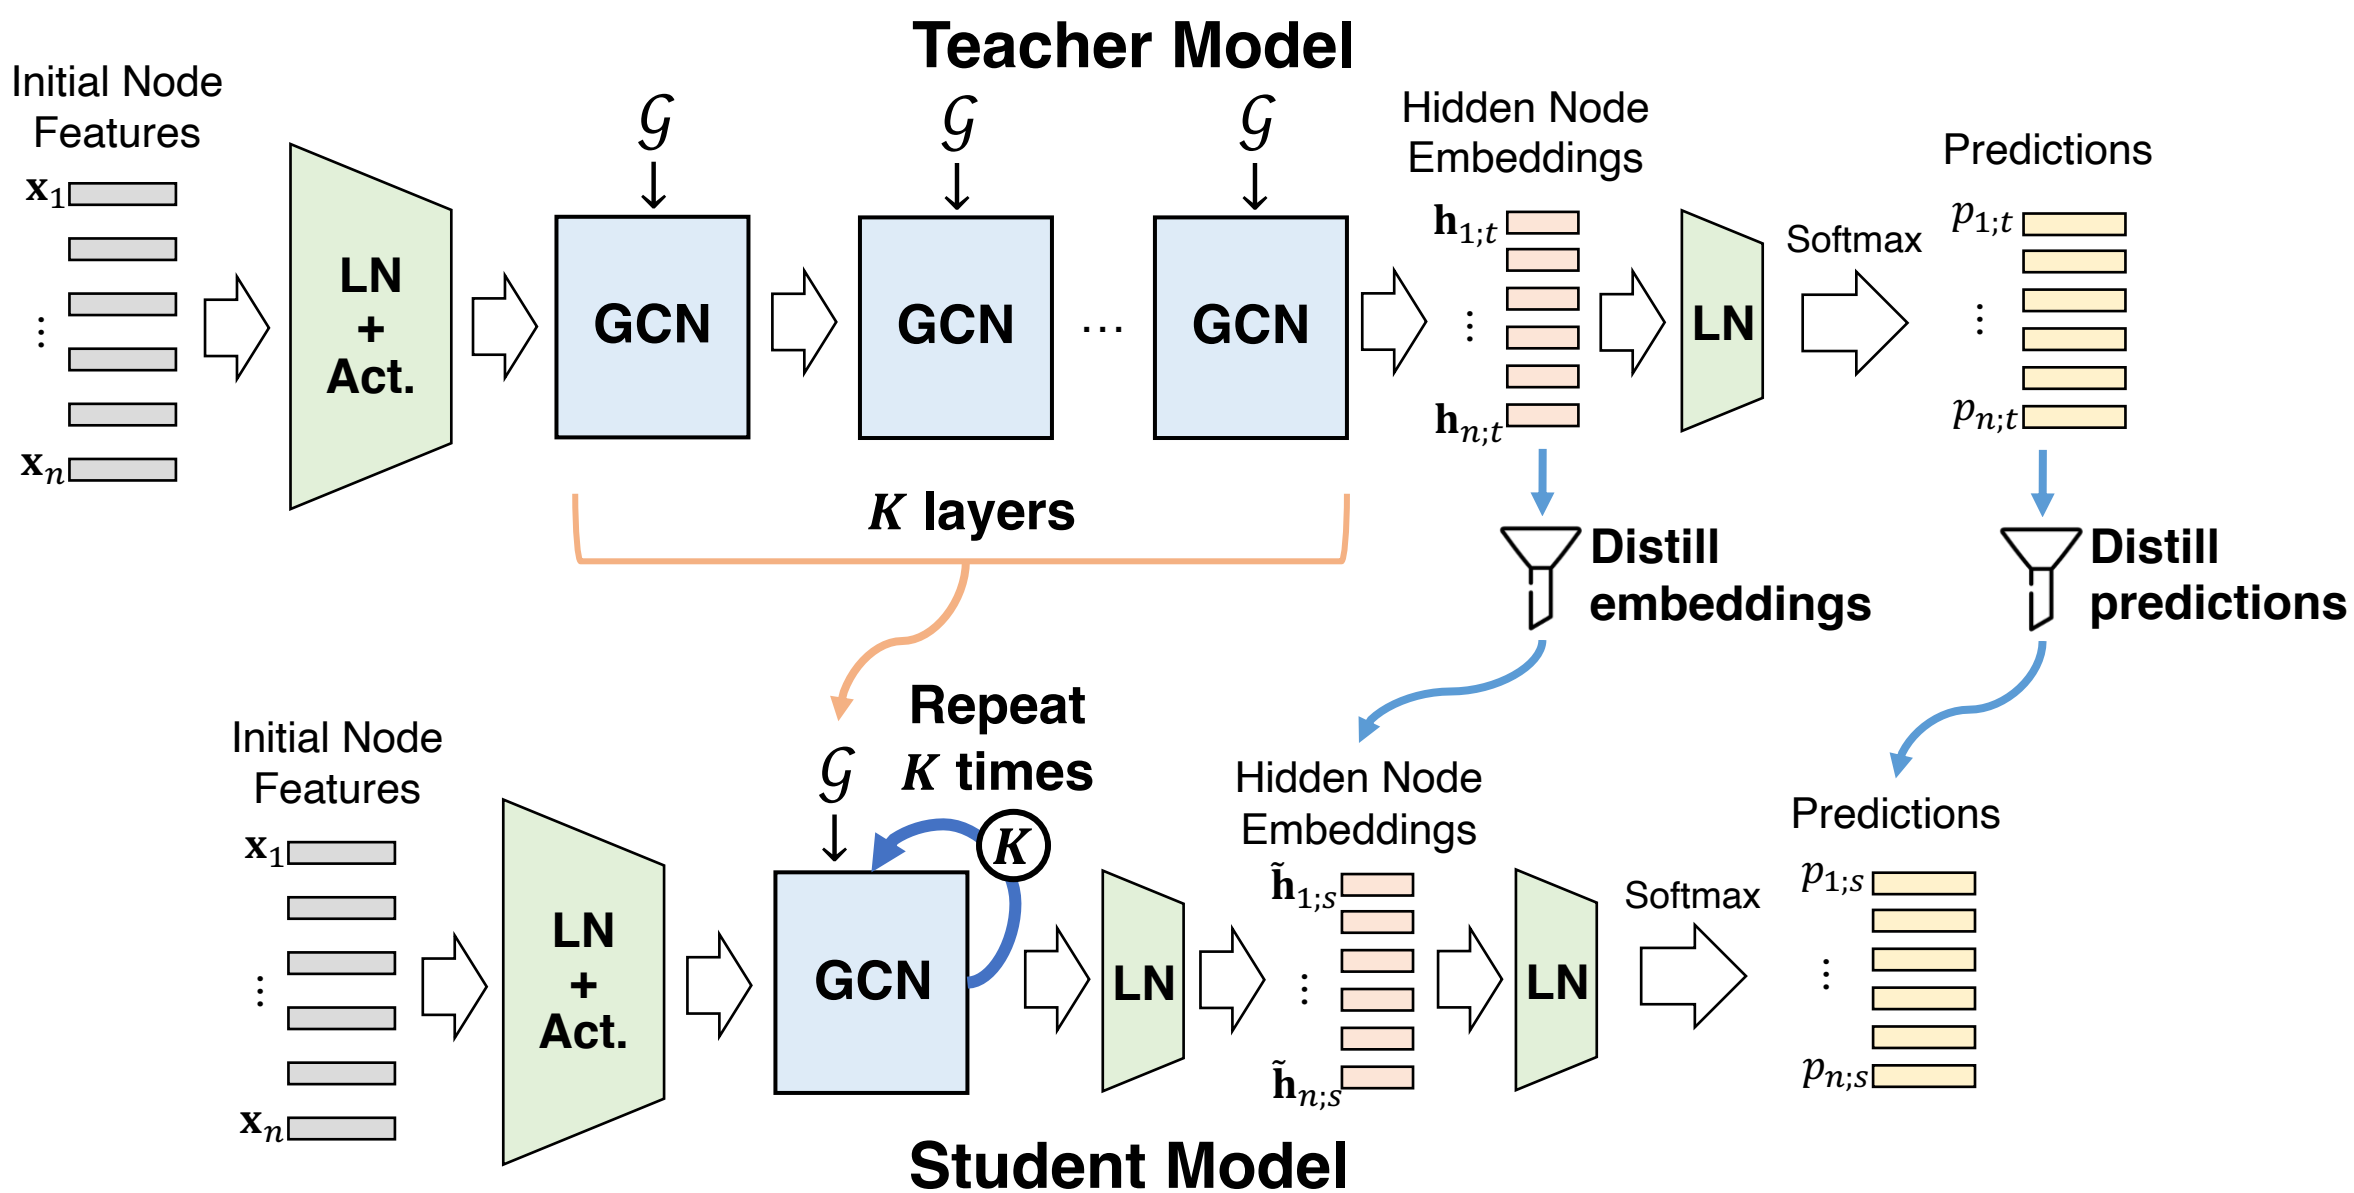 Teacher Model
Initial Node
Features
𝒢
𝒢
𝒢
Hidden Node
Embeddings
Predictions
x₁
⋮
xₙ
LN
+
Act.
GCN
GCN
…
GCN
h₁;ₜ
⋮
hₙ;ₜ
LN
Softmax
p₁;ₜ
⋮
pₙ;ₜ
K layers
Distill
embeddings
Distill
predictions
Repeat
K times
K
Initial Node
Features
𝒢
Hidden Node
Embeddings
Predictions
x₁
⋮
xₙ
LN
+
Act.
GCN
LN
h̃₁;ₛ
⋮
h̃ₙ;ₛ
LN
Softmax
p₁;ₛ
⋮
pₙ;ₛ
Student Model